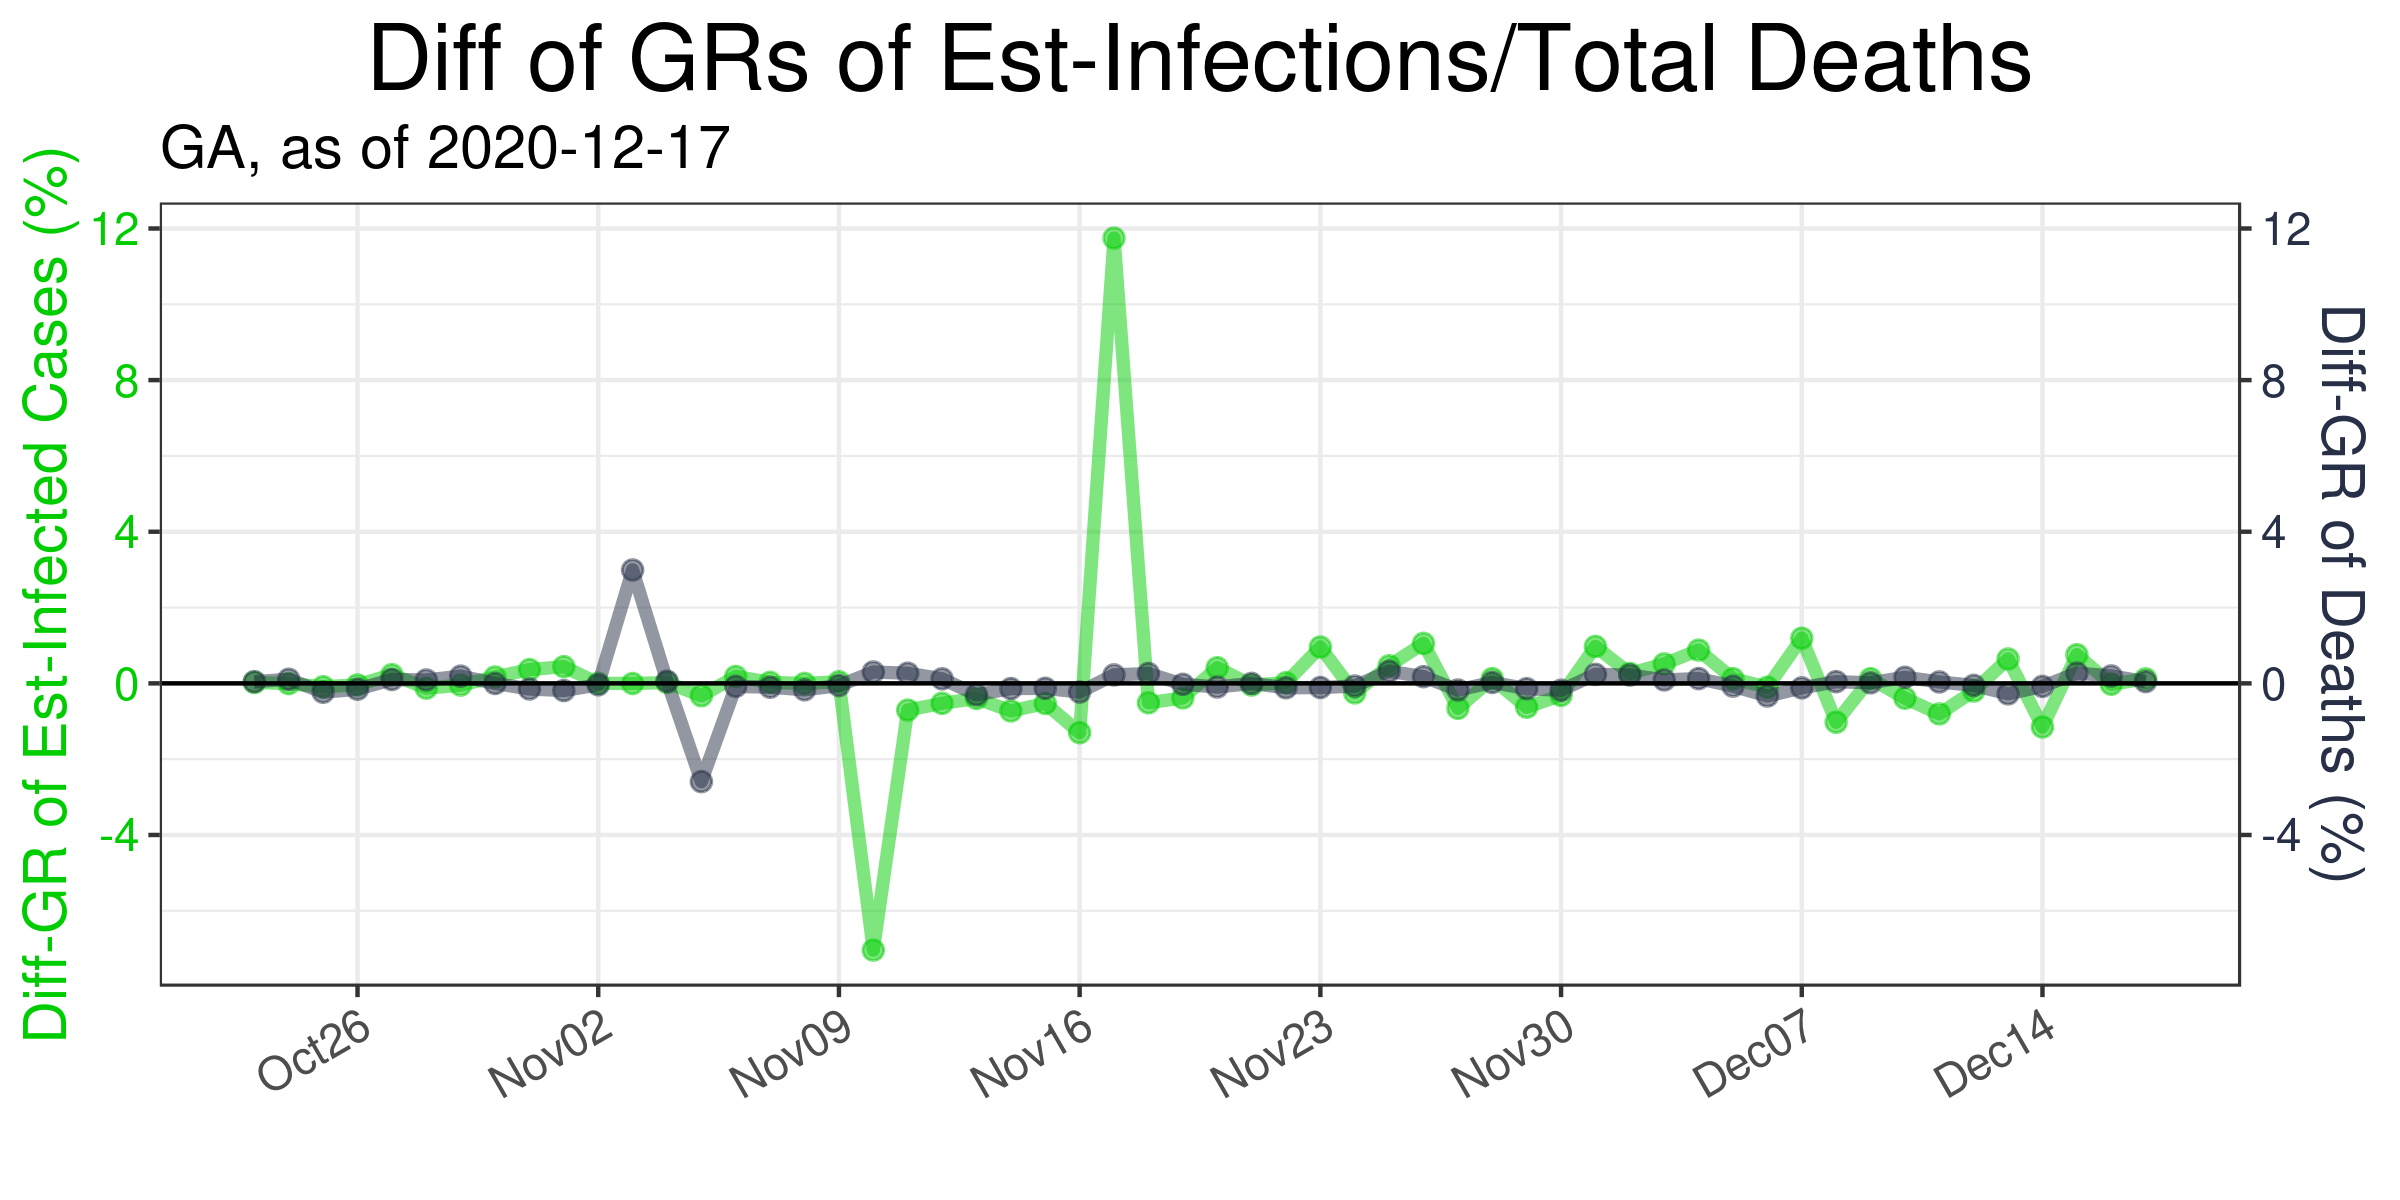 Diff of GRs of Est-Infections/Total Deaths
GA, as of 2020-12-17
Diff-GR of Est-Infected Cases (%)
12
8
4
0
-4
12
8
4
0
-4
Diff-GR of Deaths (%)
Oct26
Nov02
Nov09
Nov16
Nov23
Nov30
Dec07
Dec14